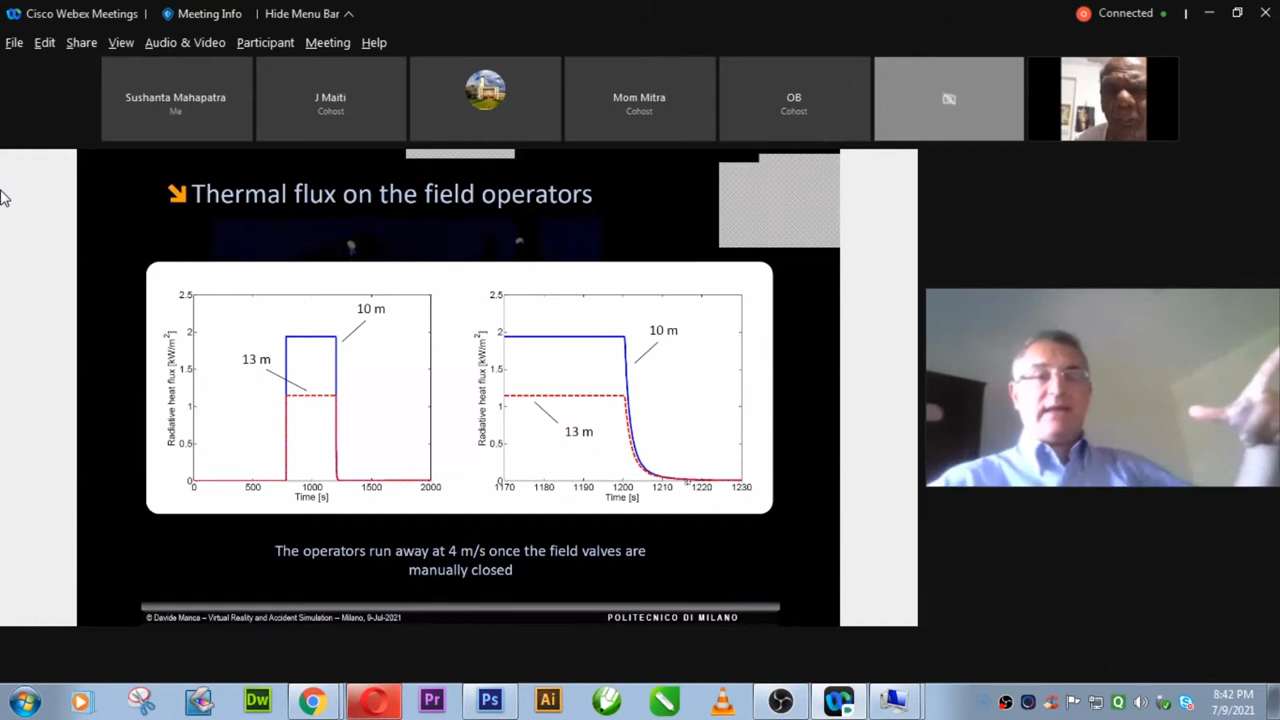 Cisco Webex Meetings | Meeting Info | Hide Menu Bar
Connected
File Edit Share View Audio & Video Participant Meeting Help
Sushanta Mahapatra
Me
J Maiti
Cohost
Mom Mitra
Cohost
OB
Cohost
Thermal flux on the field operators
Radiative heat flux [kW/m²]
2.5
2
1.5
1
0.5
0
10 m
13 m
0 500 1000 1500 2000
Time [s]
Radiative heat flux [kW/m²]
2.5
2
1.5
1
0.5
0
10 m
13 m
1170 1180 1190 1200 1210 1220 1230
Time [s]
The operators run away at 4 m/s once the field valves are
manually closed
© Davide Manca – Virtual Reality and Accident Simulation -- Milano, 9-Jul-2021
POLITECNICO DI MILANO
Dw Pr Ps Ai
8:42 PM
7/9/2021